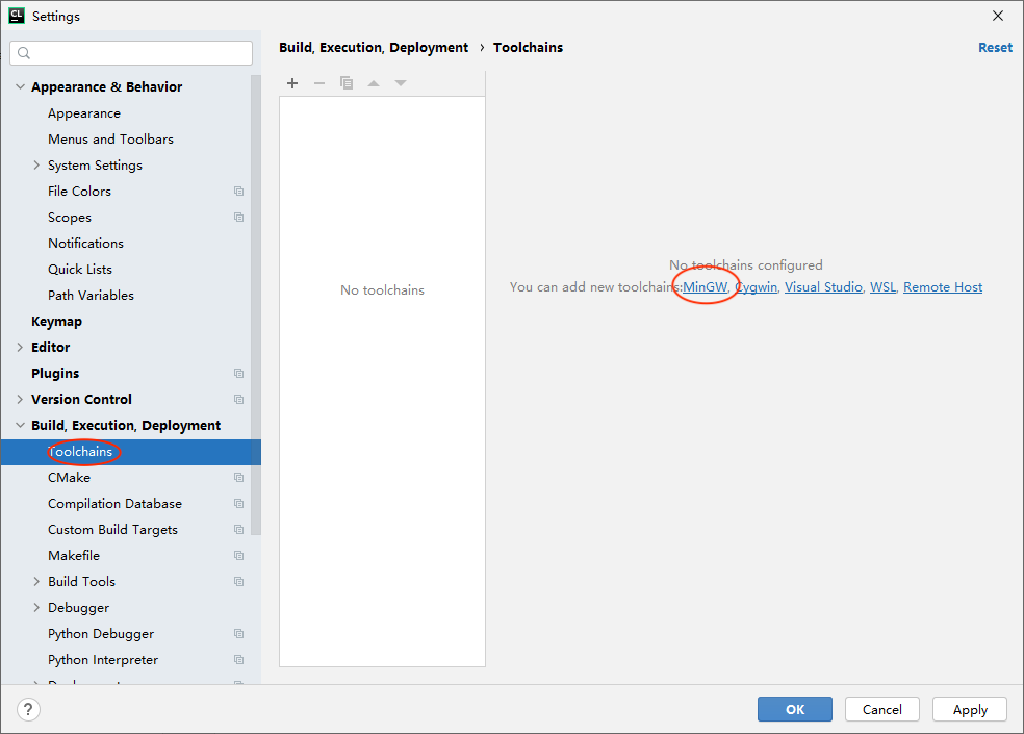 CL Settings
Build, Execution, Deployment › Toolchains
Reset
Appearance & Behavior
Appearance
Menus and Toolbars
System Settings
File Colors
Scopes
Notifications
Quick Lists
Path Variables
Keymap
Editor
Plugins
Version Control
Build, Execution, Deployment
Toolchains
CMake
Compilation Database
Custom Build Targets
Makefile
Build Tools
Debugger
Python Debugger
Python Interpreter
No toolchains
No toolchains configured
You can add new toolchains:MinGW, Cygwin, Visual Studio, WSL, Remote Host
?
OK
Cancel
Apply